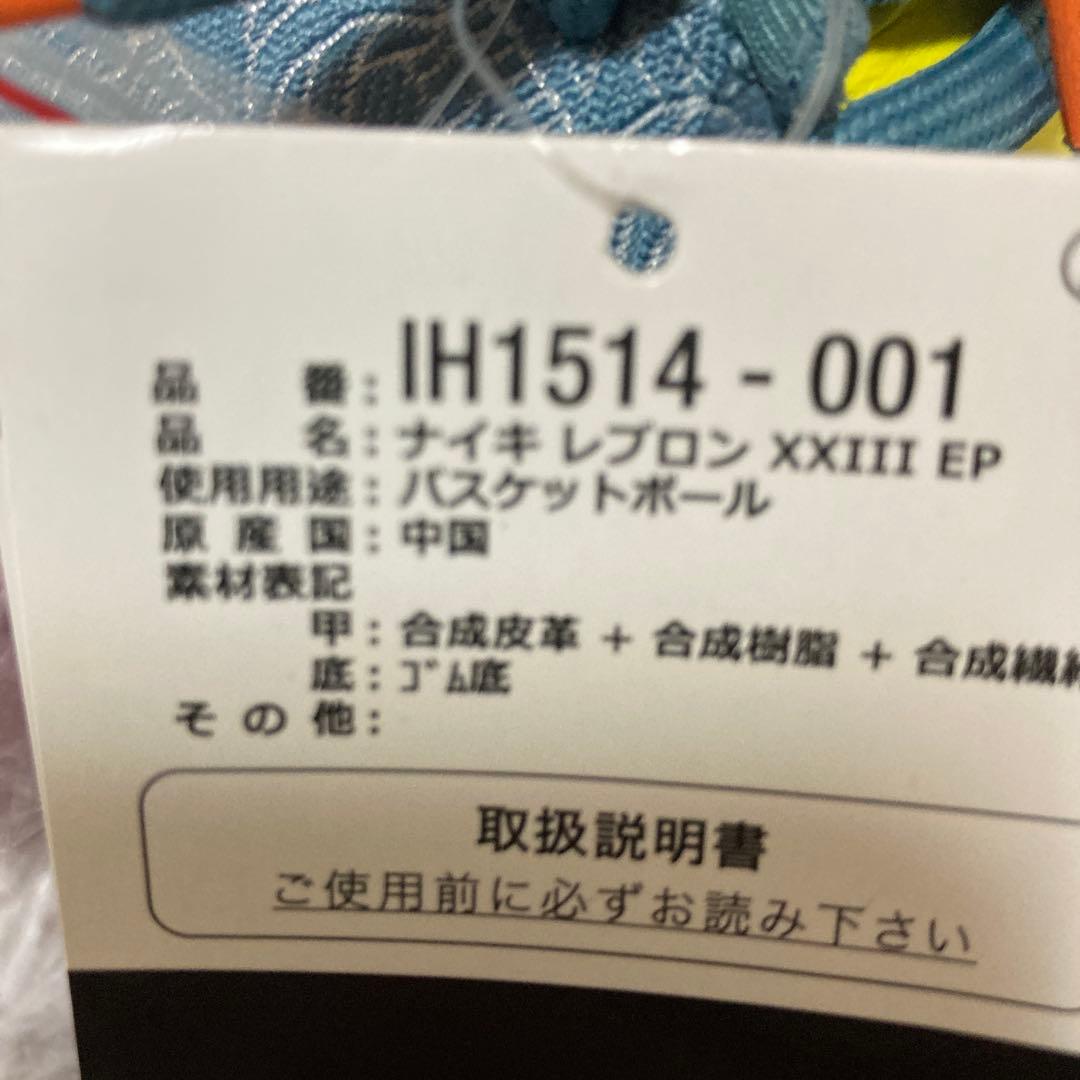 品番：IH1514 - 001
品名：ナイキ レブロン XXIII EP
使用用途：バスケットボール
原産国：中国
素材表記
甲：合成皮革 + 合成樹脂 + 合成繊維
底：ｺﾞﾑ底
その他：
取扱説明書
ご使用前に必ずお読み下さい